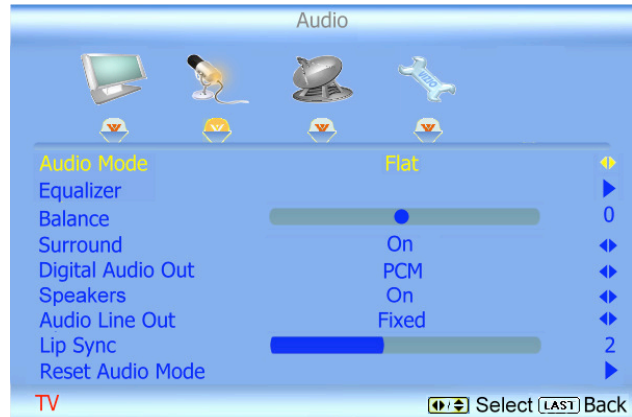 Audio
VIZIO
Audio Mode Flat
Equalizer
Balance 0
Surround On
Digital Audio Out PCM
Speakers On
Audio Line Out Fixed
Lip Sync 2
Reset Audio Mode
TV Select LAST Back